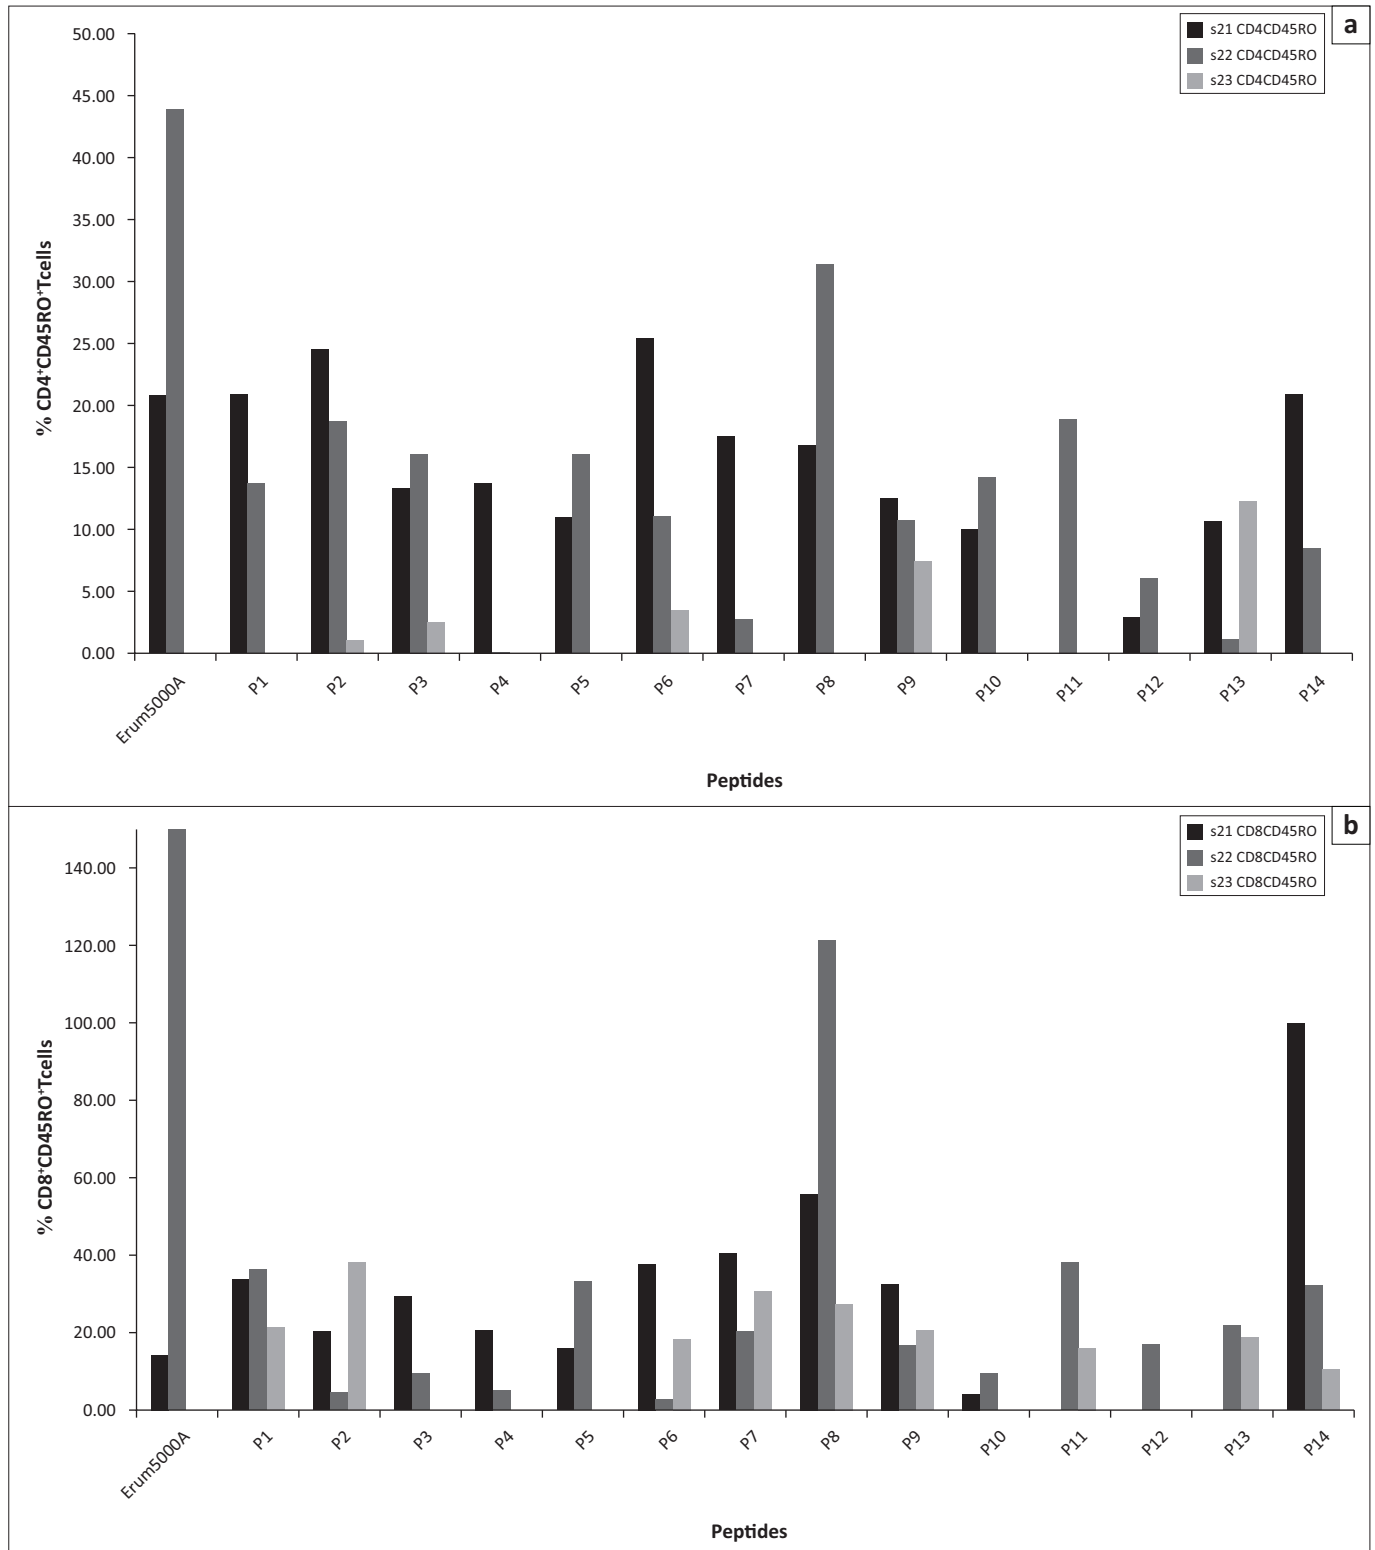 a
s21 CD4CD45RO
s22 CD4CD45RO
s23 CD4CD45RO
50.00
45.00
40.00
35.00
30.00
25.00
20.00
15.00
10.00
5.00
0.00
% CD4⁺CD45RO⁺Tcells
Erum5000A P1 P2 P3 P4 P5 P6 P7 P8 P9 P10 P11 P12 P13 P14
Peptides
b
s21 CD8CD45RO
s22 CD8CD45RO
s23 CD8CD45RO
140.00
120.00
100.00
80.00
60.00
40.00
20.00
0.00
% CD8⁺CD45RO⁺Tcells
Erum5000A P1 P2 P3 P4 P5 P6 P7 P8 P9 P10 P11 P12 P13 P14
Peptides